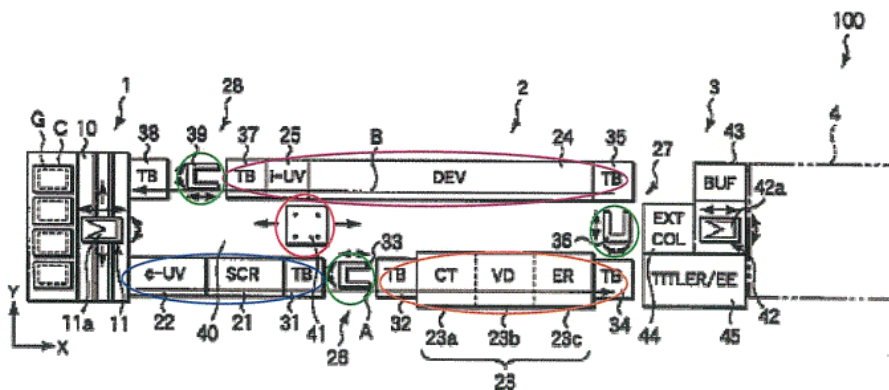 100
1 28 2 3 4
G C 10 38 39 37 25 B 24 35 27 43
TB TB i-UV DEV TB BUF 42a
EXT
COL
36
33
e-UV SCR TB TB CT VD ER TB TITLER/EE
Y
X
11a 11 22 40 21 31 41 26 A 32 23a 23b 23c 34 44 45 42
23